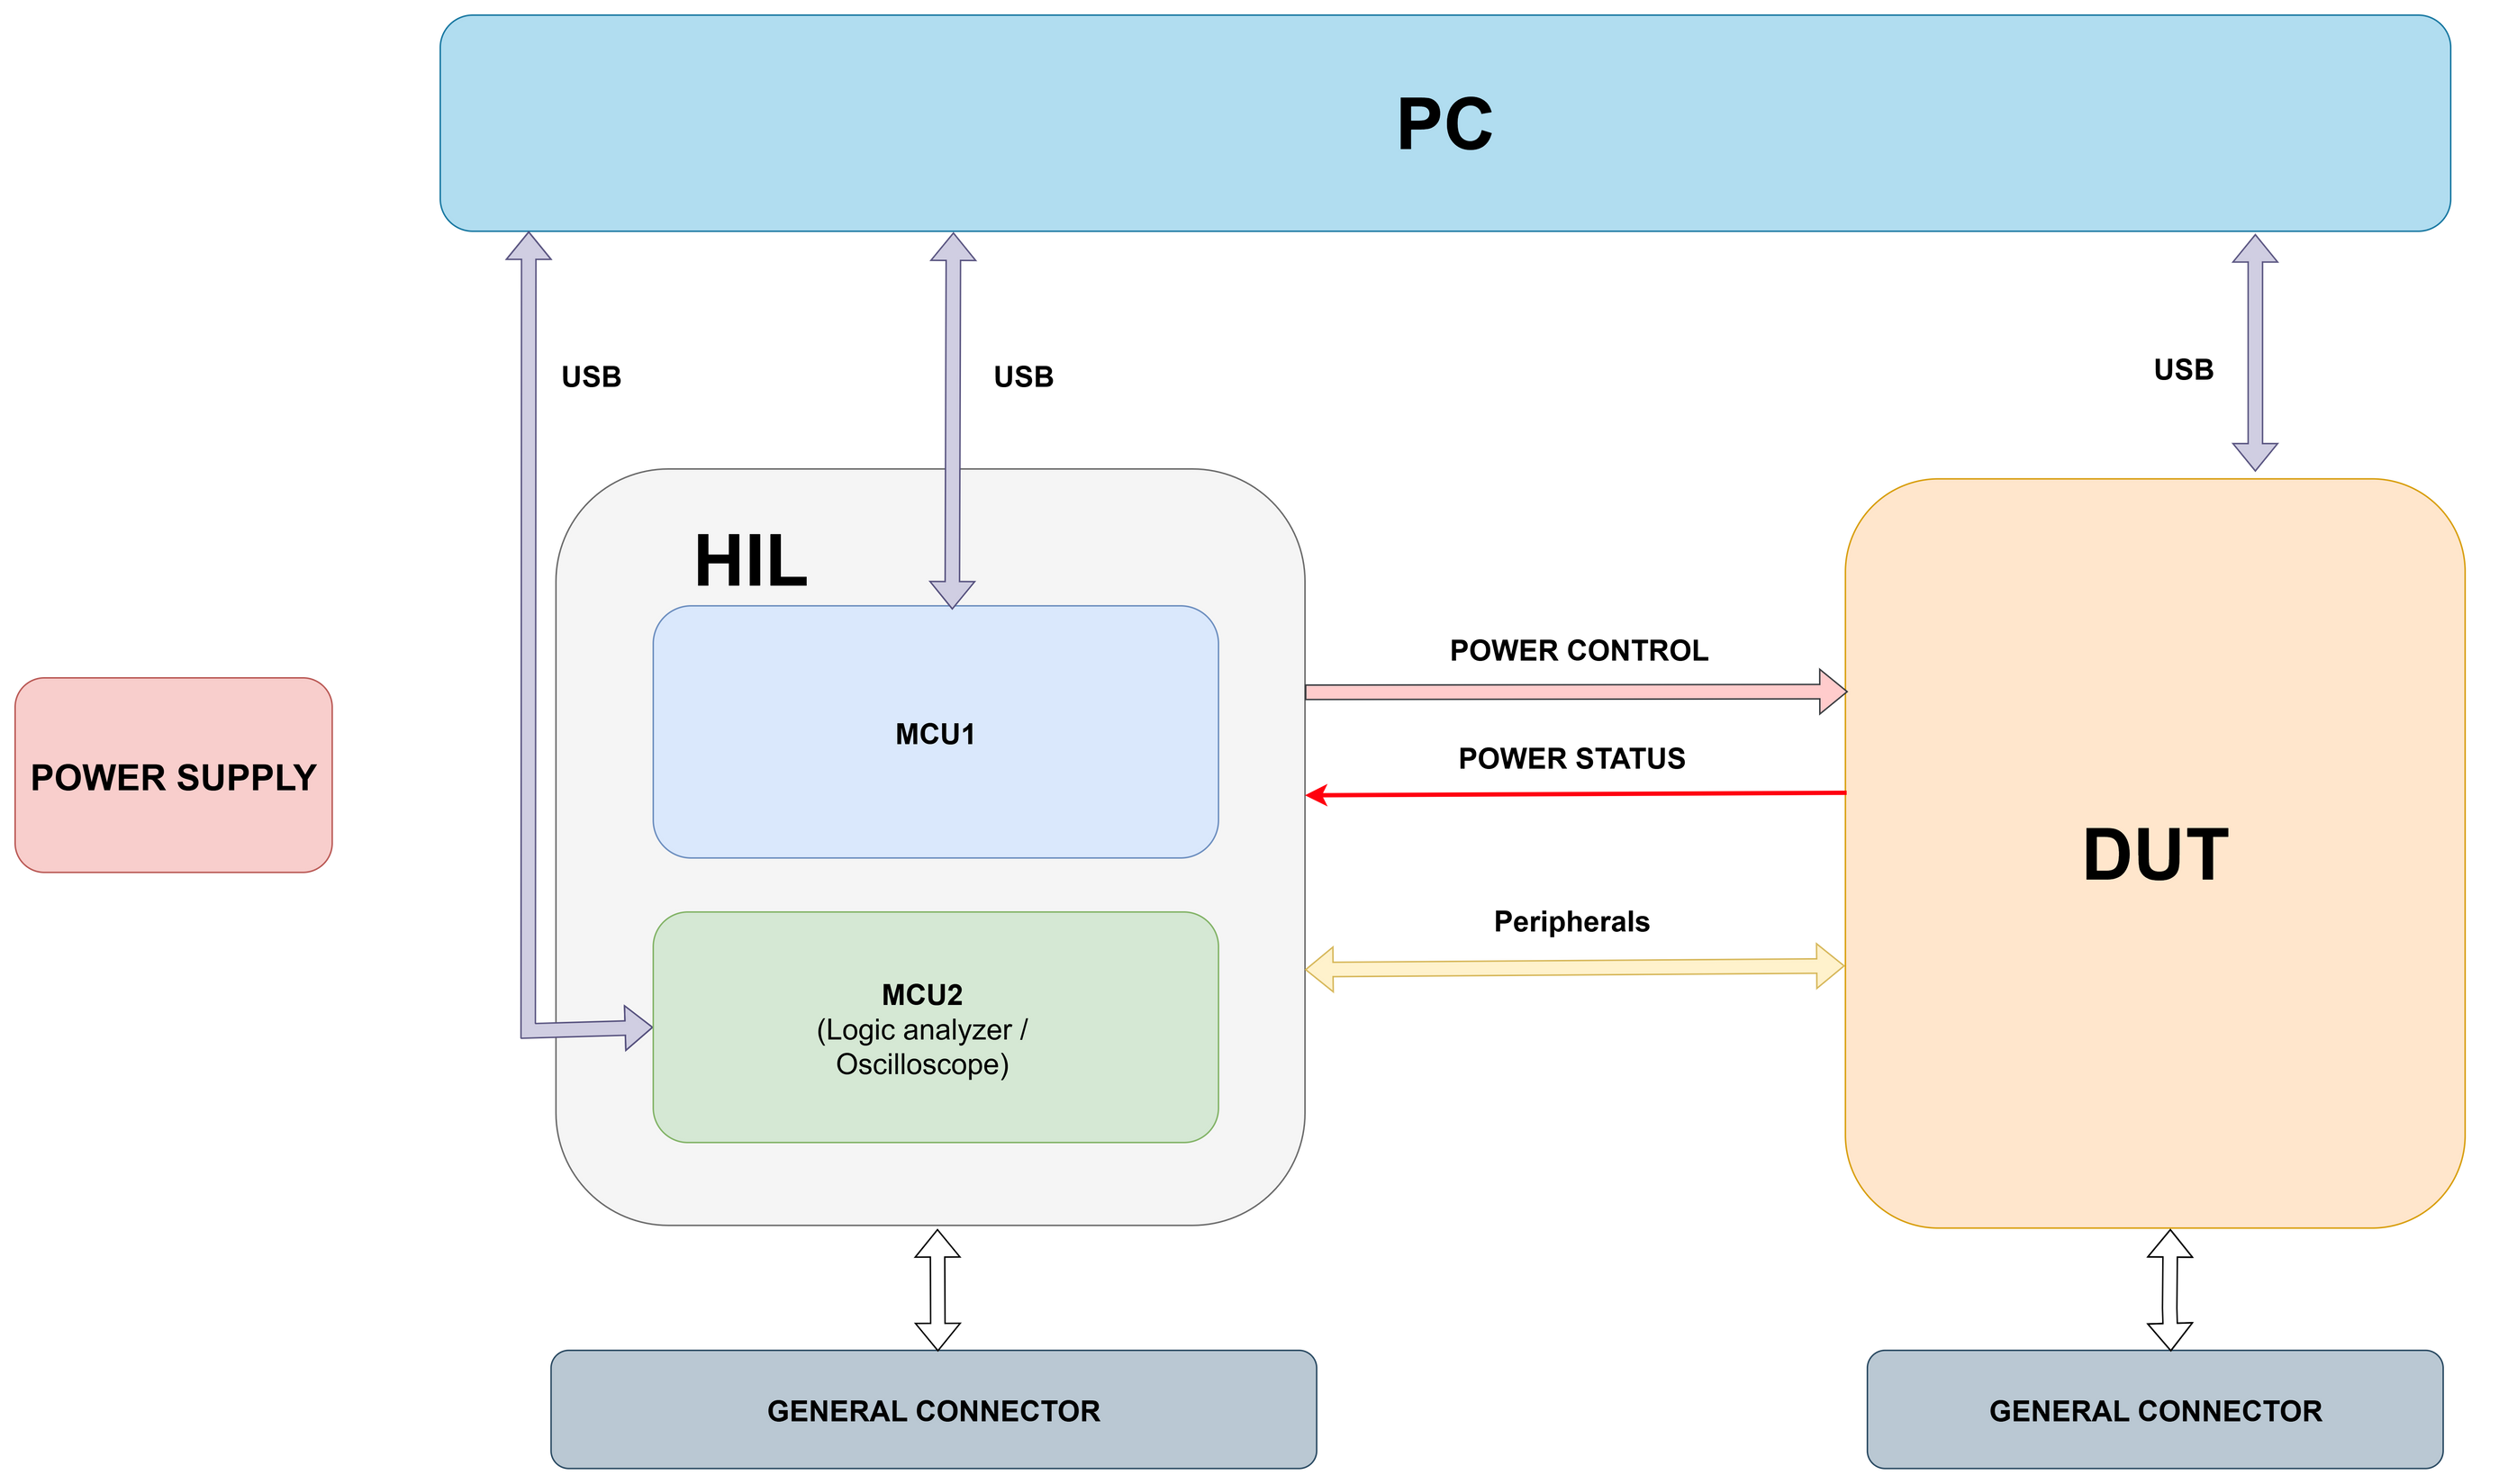 PC
USB
USB
USB
HIL
POWER CONTROL
MCU1
POWER STATUS
POWER SUPPLY
DUT
Peripherals
MCU2
(Logic analyzer /
Oscilloscope)
GENERAL CONNECTOR
GENERAL CONNECTOR